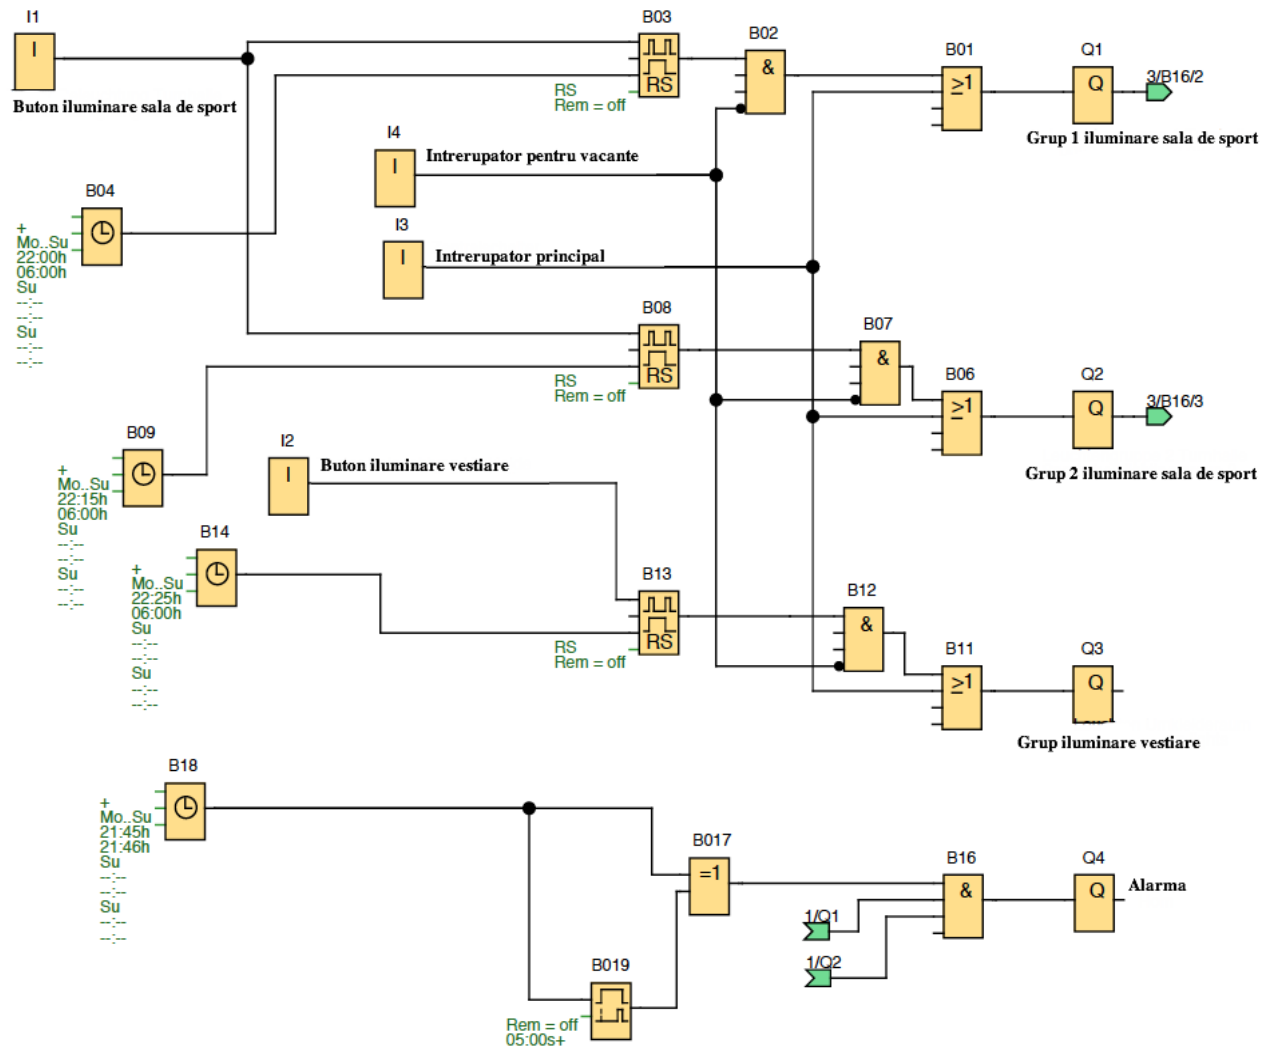 I1
I
Buton iluminare sala de sport
B03
RS
RS
Rem = off
B02
&
B01
≥1
Q1
Q
3/B16/2
Grup 1 iluminare sala de sport
I4
I
Intrerupator pentru vacante
B04
+
Mo..Su
22:00h
06:00h
Su
--:--
--:--
Su
--:--
--:--
I3
I
Intrerupator principal
B08
RS
RS
Rem = off
B07
&
B06
≥1
Q2
Q
3/B16/3
Grup 2 iluminare sala de sport
B09
+
Mo..Su
22:15h
06:00h
Su
--:--
--:--
Su
--:--
--:--
I2
I
Buton iluminare vestiare
B14
+
Mo..Su
22:25h
06:00h
Su
--:--
--:--
Su
--:--
--:--
B13
RS
RS
Rem = off
B12
&
B11
≥1
Q3
Q
Grup iluminare vestiare
B18
+
Mo..Su
21:45h
21:46h
Su
--:--
--:--
Su
--:--
--:--
B017
=1
B16
&
Q4
Q
Alarma
1/Q1
1/Q2
B019
Rem = off
05:00s+